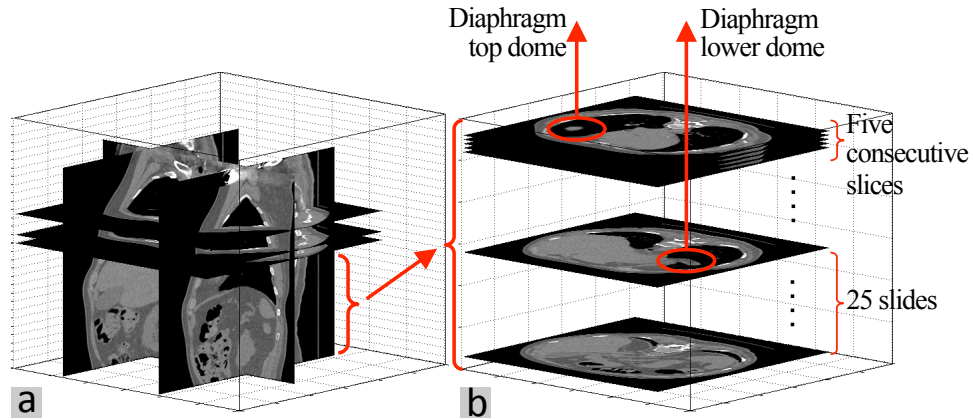 Diaphragm
top dome
Diaphragm
lower dome
Five
consecutive
slices
25 slides
a
b